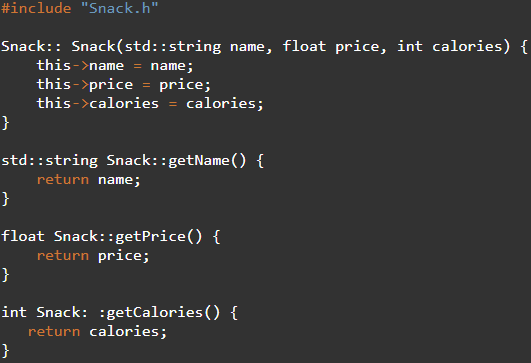 #include "Snack.h"
Snack:: Snack(std::string name, float price, int calories) {
this->name = name;
this->price = price;
this->calories = calories;
}
std::string Snack::getName() {
return name;
}
float Snack::getPrice() {
return price;
}
int Snack: :getCalories() {
return calories;
}